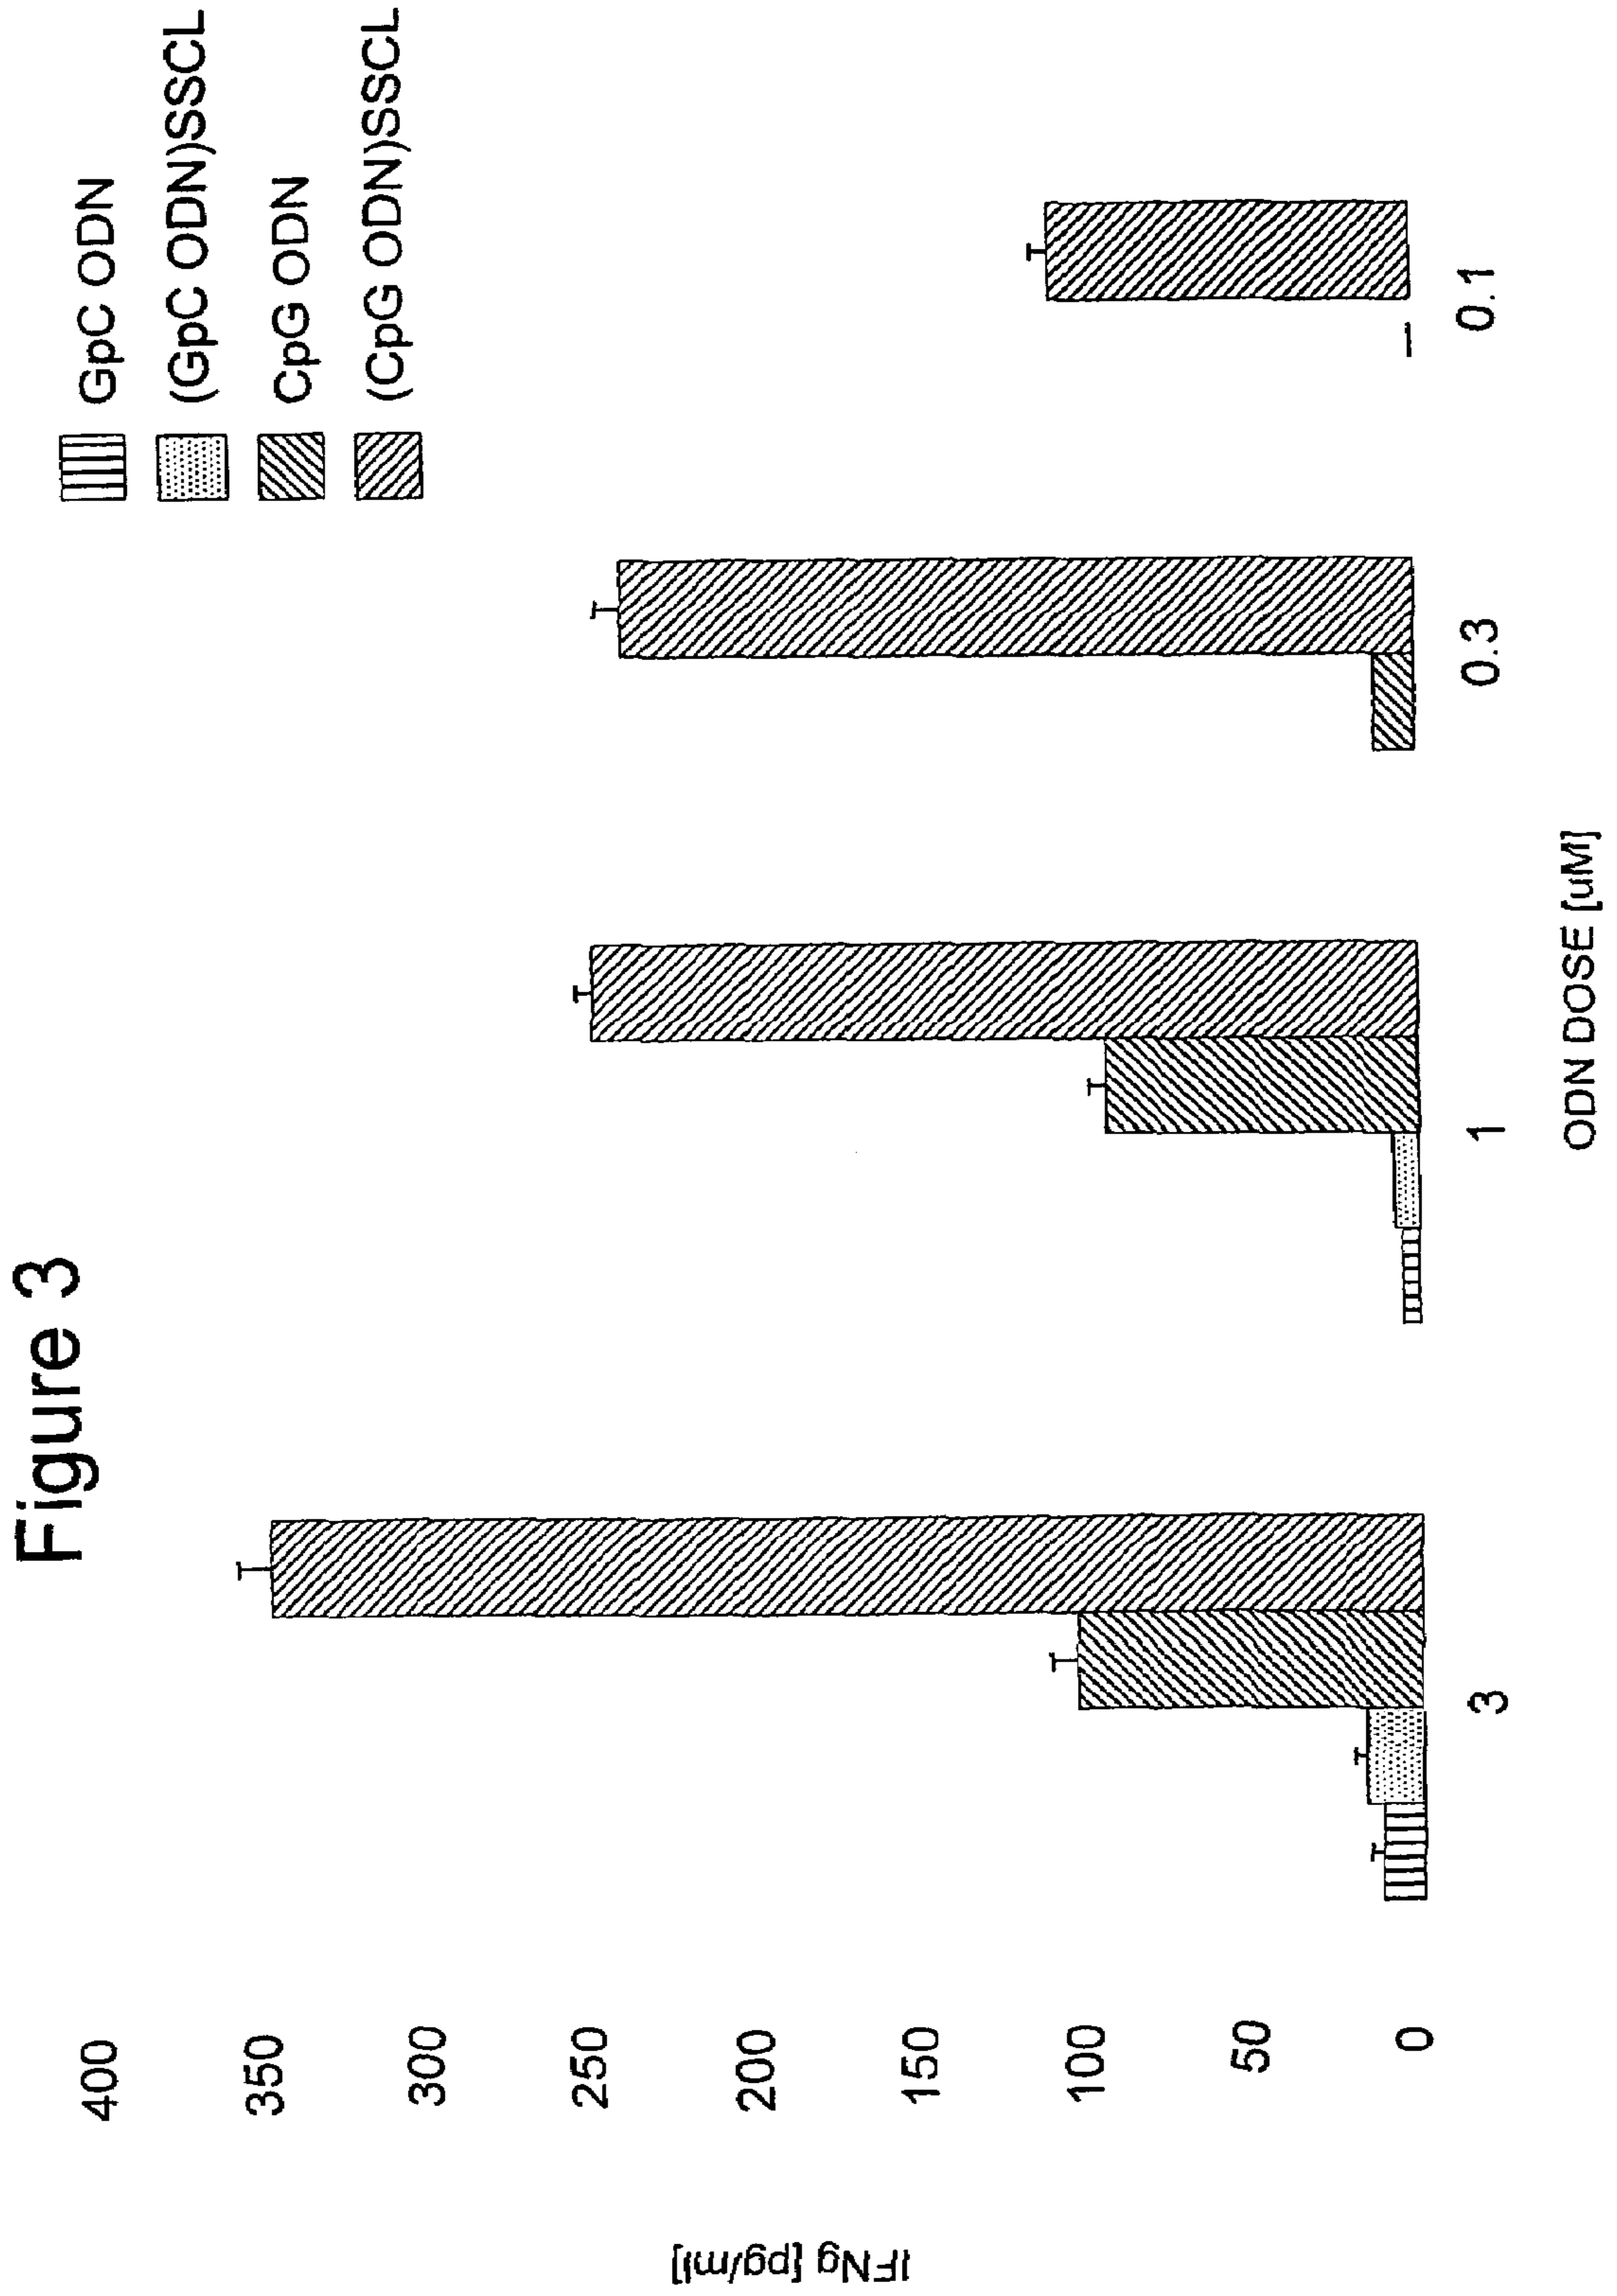 Figure 3
GpC ODN
(GpC ODN)SSCL
CpG ODN
(CpG ODN)SSCL
IFNg [pg/ml]
400
350
300
250
200
150
100
50
0
3
1
0.3
0.1
ODN DOSE [uM]